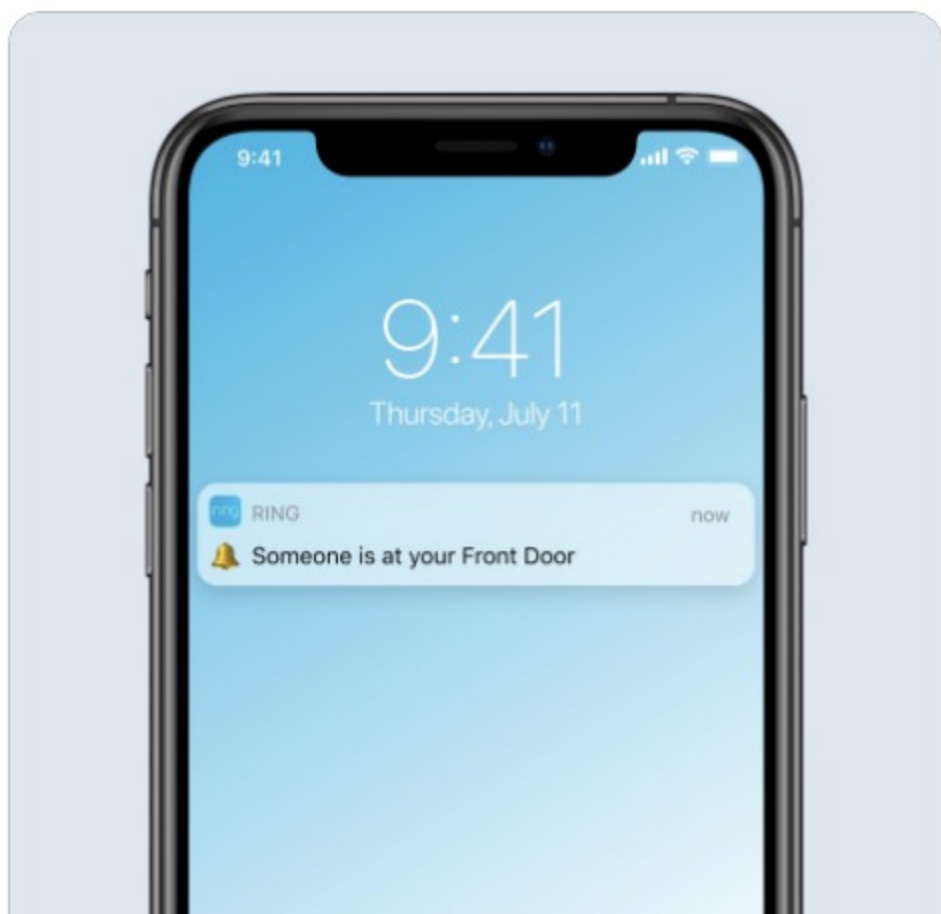 9:41
9:41
Thursday, July 11
ring RING now
Someone is at your Front Door